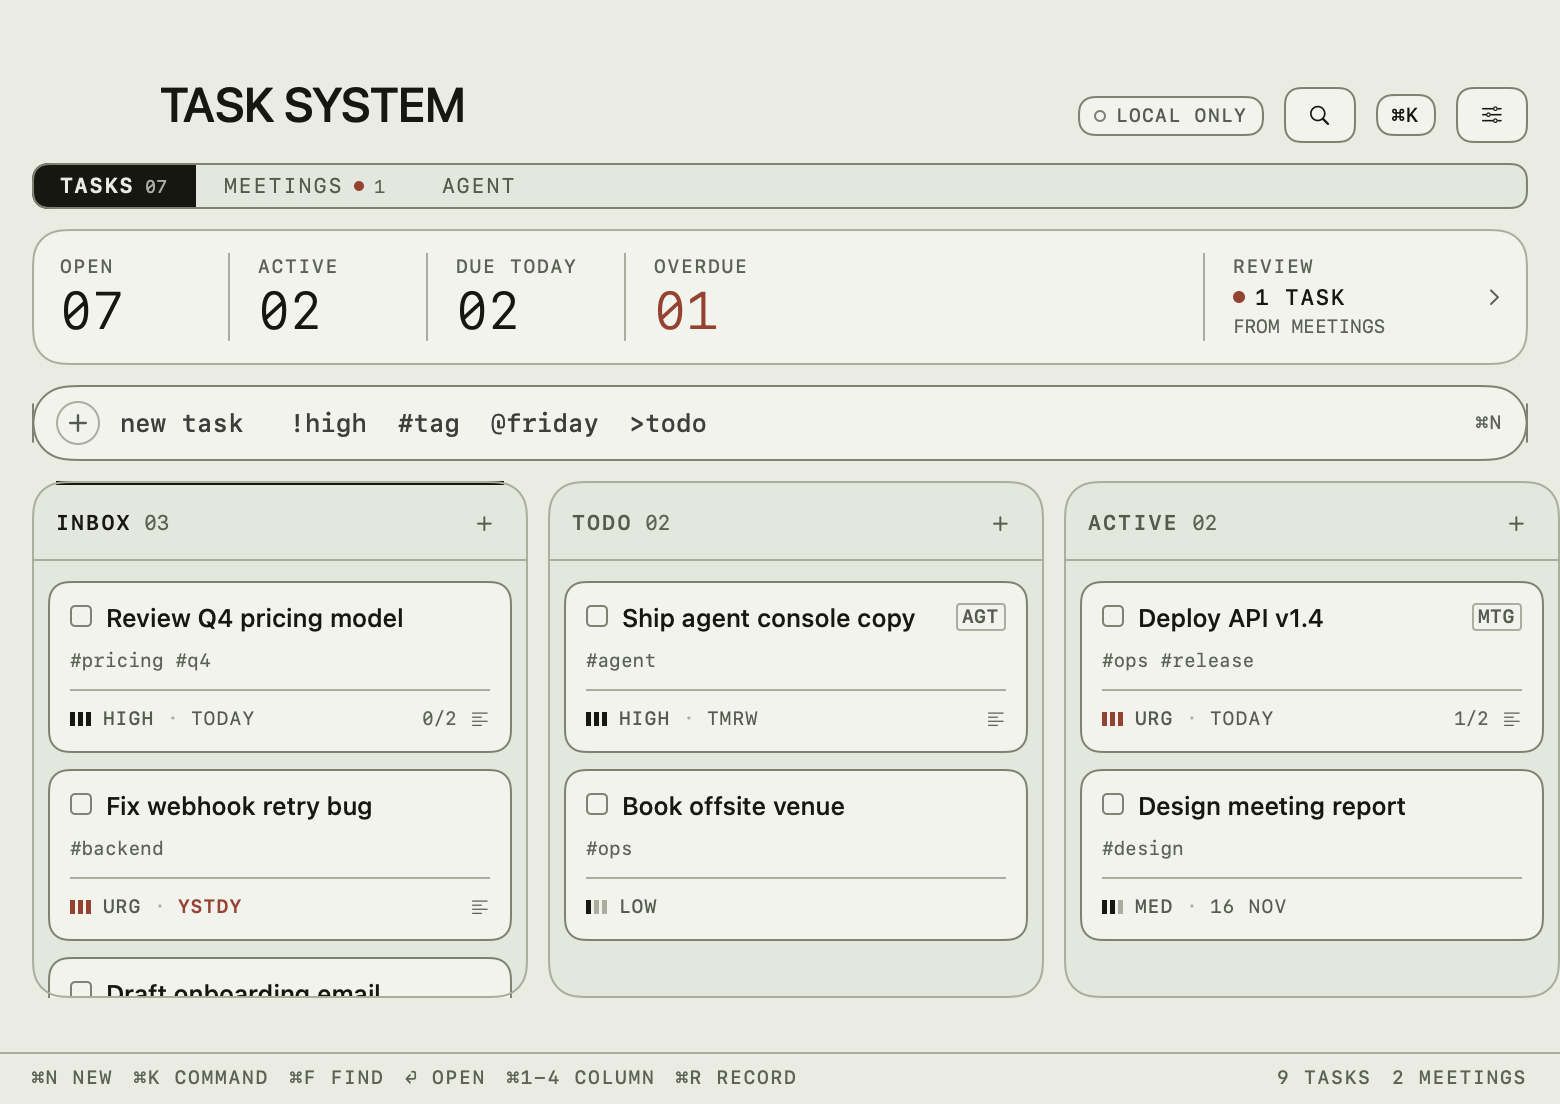 TASK SYSTEM
LOCAL ONLY
⌘K
TASKS 07
MEETINGS 1
AGENT
OPEN
07
ACTIVE
02
DUE TODAY
02
OVERDUE
01
REVIEW
1 TASK
FROM MEETINGS
new task !high #tag @friday >todo
⌘N
INBOX 03 +
Review Q4 pricing model
#pricing #q4
HIGH · TODAY 0/2
Fix webhook retry bug
#backend
URG · YSTDY
Draft onboarding email
TODO 02 +
Ship agent console copy AGT
#agent
HIGH · TMRW
Book offsite venue
#ops
LOW
ACTIVE 02 +
Deploy API v1.4 MTG
#ops #release
URG · TODAY 1/2
Design meeting report
#design
MED · 16 NOV
⌘N NEW ⌘K COMMAND ⌘F FIND ⏎ OPEN ⌘1–4 COLUMN ⌘R RECORD
9 TASKS 2 MEETINGS